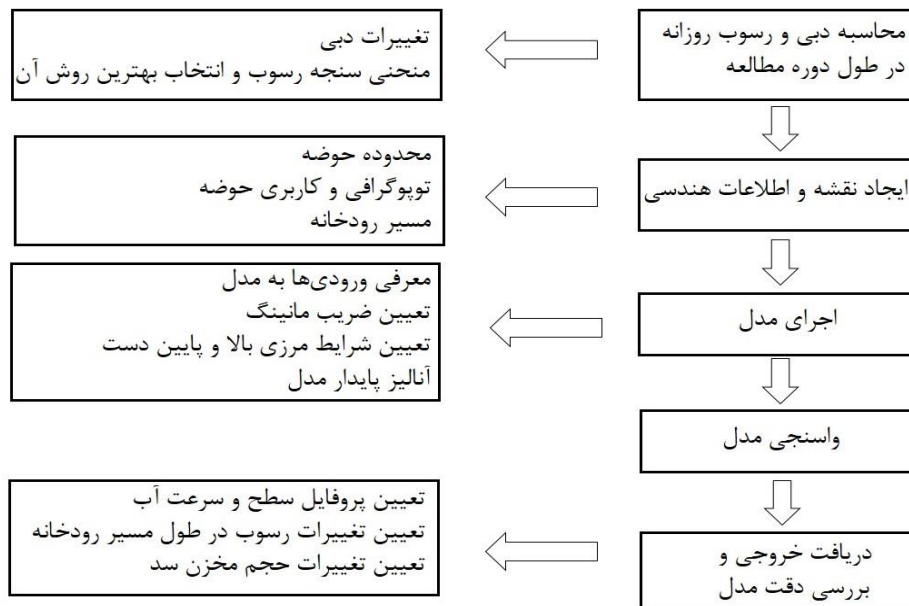 محاسبه دبی و رسوب روزانه
در طول دوره مطالعه
تغییرات دبی
منحنی سنجه رسوب و انتخاب بهترین روش آن
ایجاد نقشه و اطلاعات هندسی
محدوده حوضه
توپوگرافی و کاربری حوضه
مسیر رودخانه
اجرای مدل
معرفی ورودی‌ها به مدل
تعیین ضریب مانینگ
تعیین شرایط مرزی بالا و پایین دست
آنالیز پایدار مدل
واسنجی مدل
دریافت خروجی و
بررسی دقت مدل
تعیین پروفایل سطح و سرعت آب
تعیین تغییرات رسوب در طول مسیر رودخانه
تعیین تغییرات حجم مخزن سد